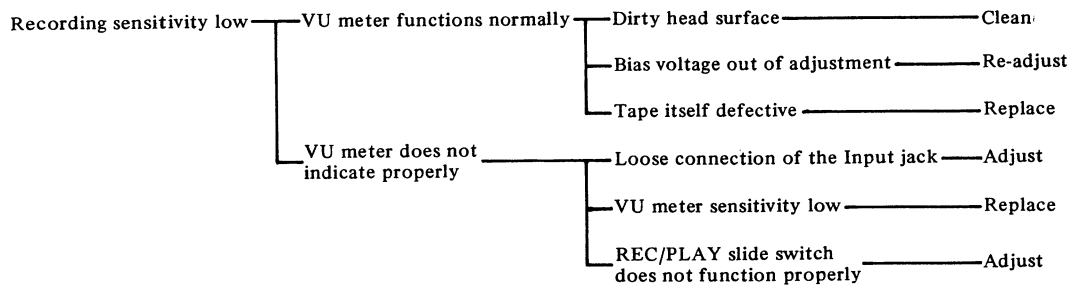 Recording sensitivity low VU meter functions normally Dirty head surface Clean
Bias voltage out of adjustment Re-adjust
Tape itself defective Replace
VU meter does not
indicate properly
Loose connection of the Input jack Adjust
VU meter sensitivity low Replace
REC/PLAY slide switch
does not function properly
Adjust